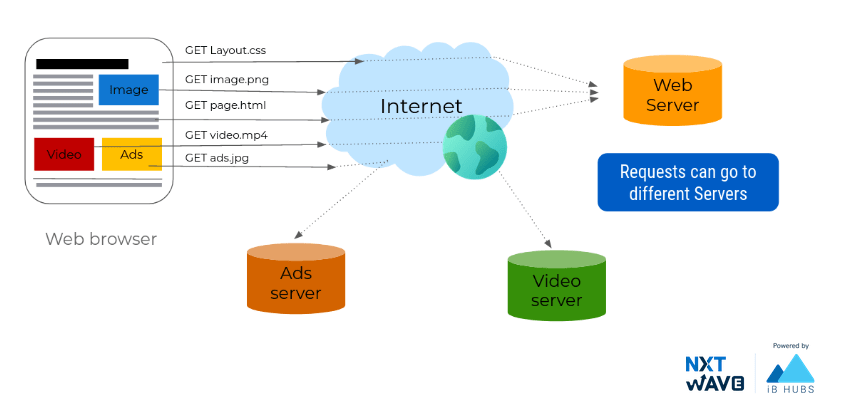 GET Layout.css
GET image.png
GET page.html
GET video.mp4
GET ads.jpg
Image
Video
Ads
Web browser
Internet
Web
Server
Requests can go to
different Servers
Ads
server
Video
server
NXT
WAVE
Powered by
iB HUBS